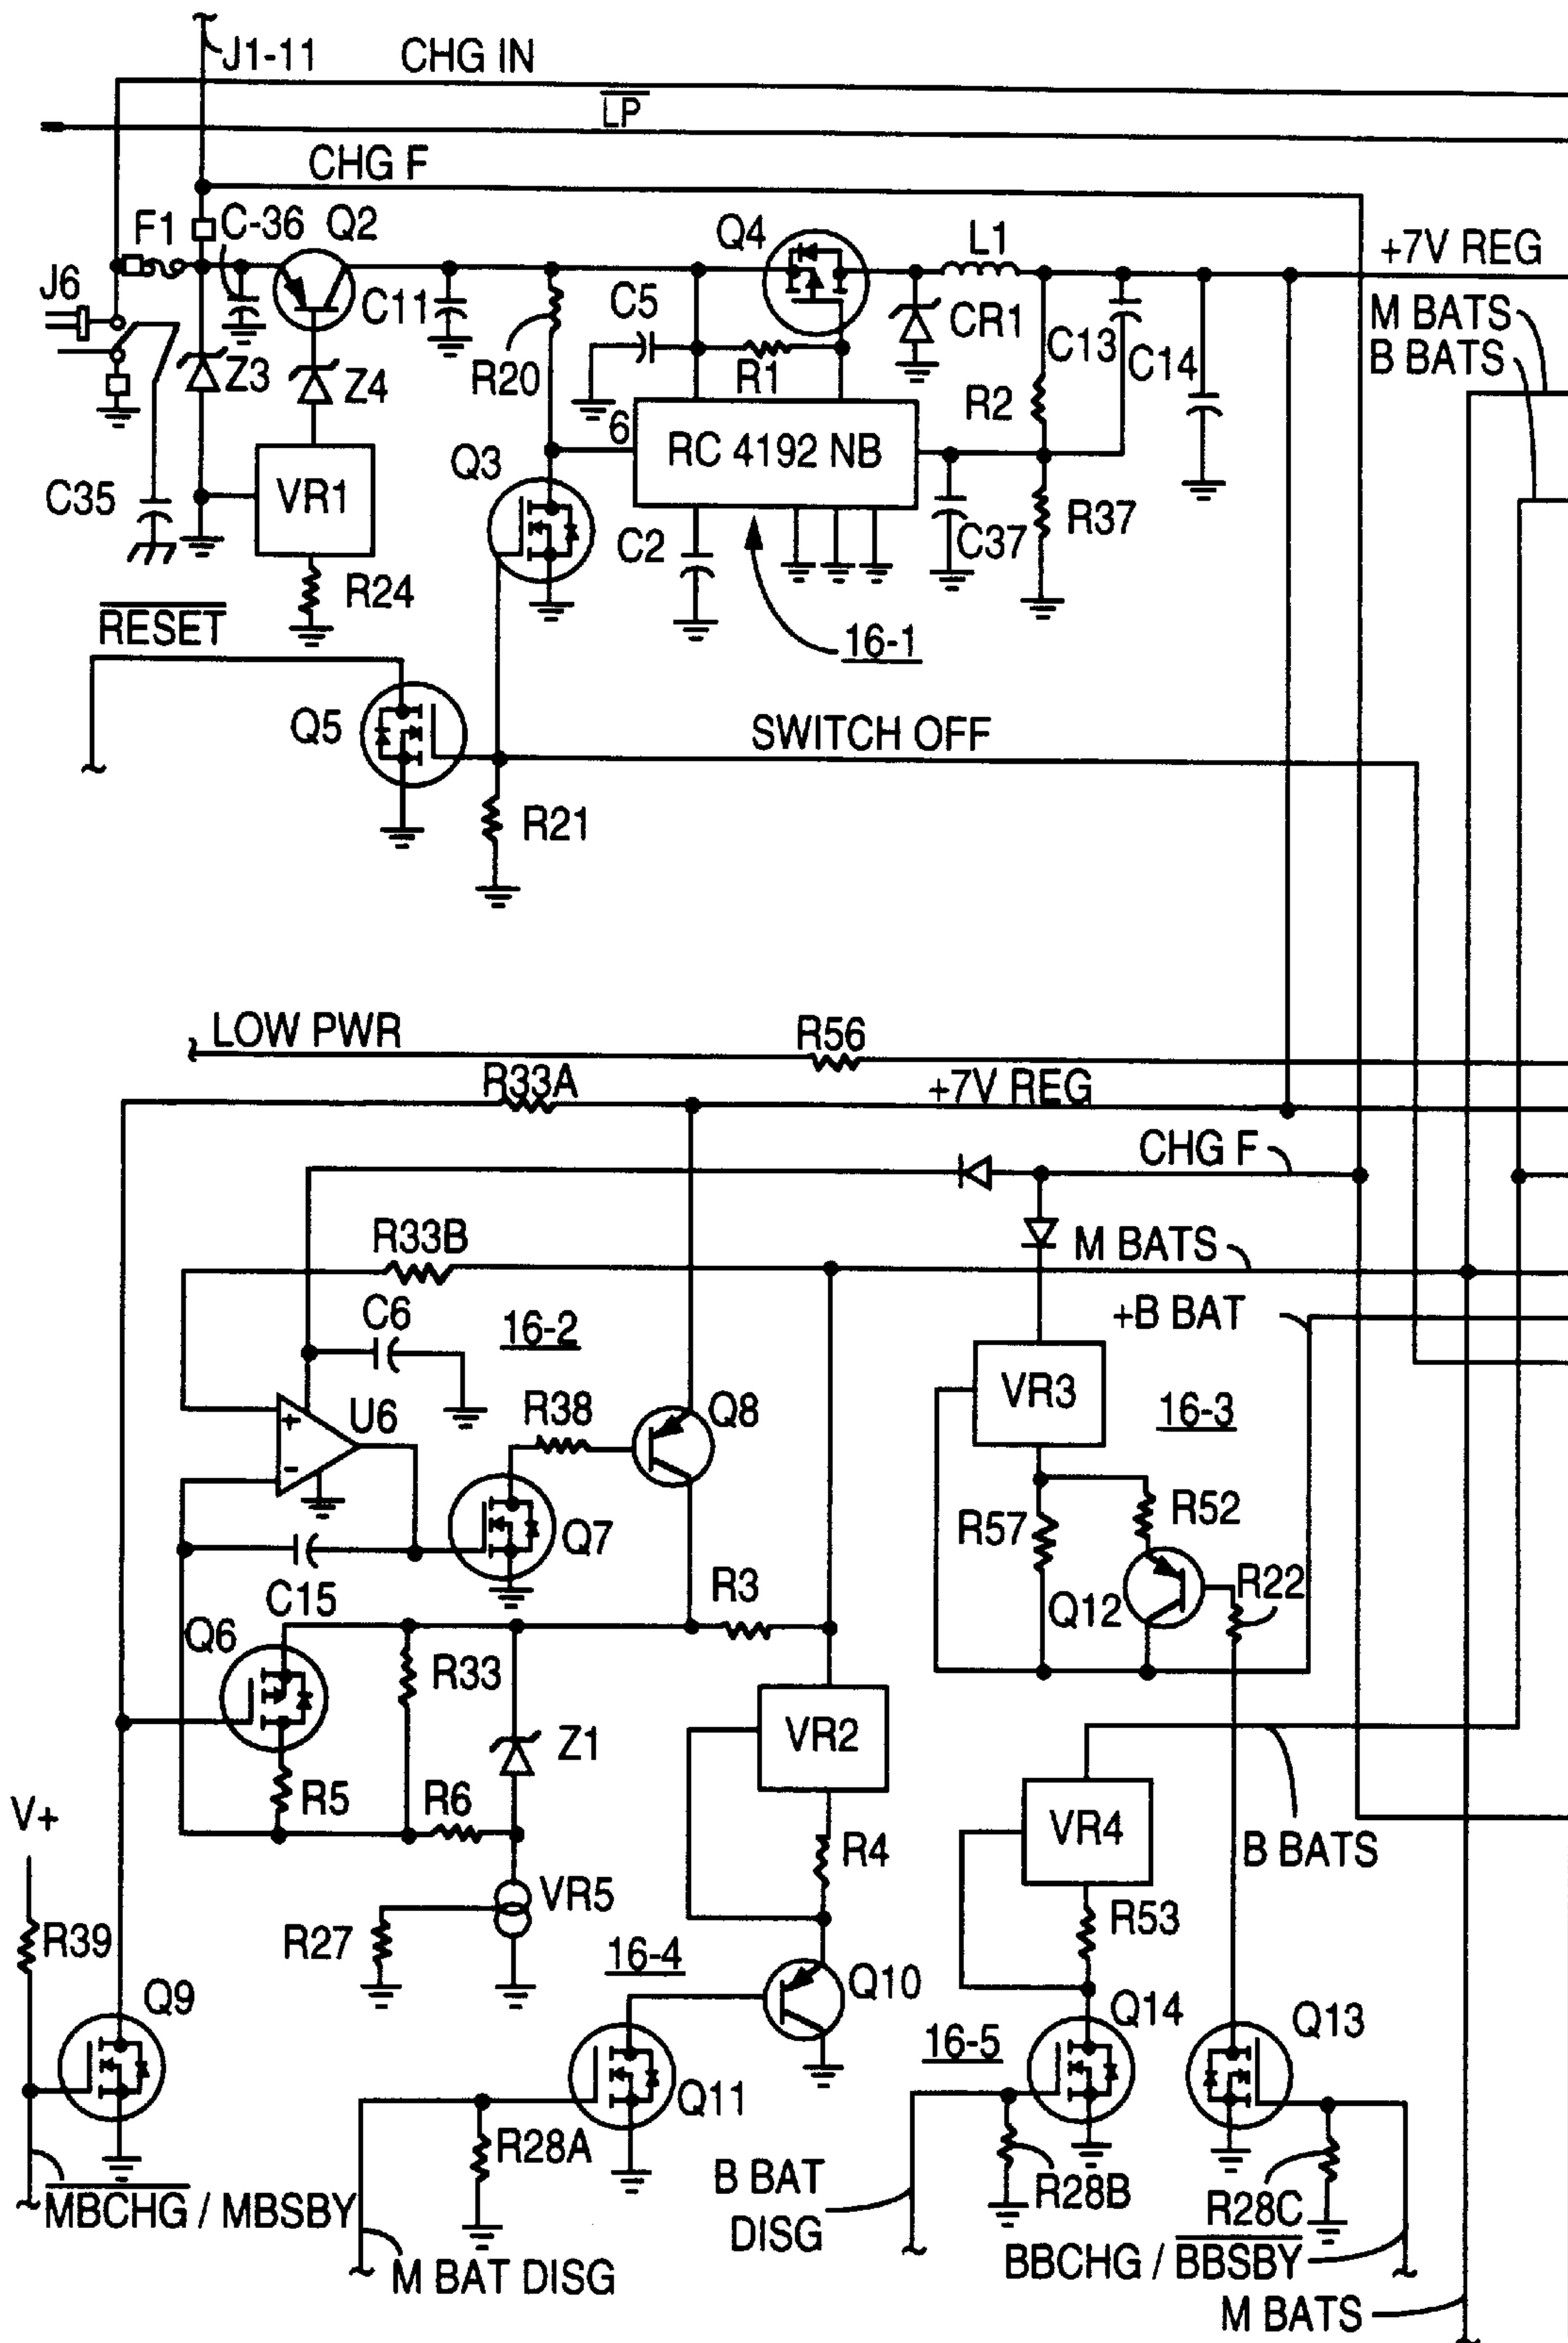 J1-11
CHG IN
LP
CHG F
F1
C-36
Q2
Q4
L1
+7V REG
J6
C11
C5
CR1
C13
C14
M BATS
B BATS
Z3
Z4
R20
R1
R2
6
RC 4192 NB
Q3
C35
VR1
C2
C37
R37
R24
RESET
16-1
Q5
SWITCH OFF
R21
LOW PWR
R56
R33A
+7V REG
CHG F
R33B
M BATS
C6
16-2
+B BAT
VR3
16-3
+
U6
-
R38
Q8
R52
R57
Q7
C15
R3
Q12
R22
Q6
R33
Z1
VR2
R5
R6
V+
R4
VR4
B BATS
VR5
R39
R27
16-4
R53
Q9
Q10
Q14
Q13
16-5
Q11
R28A
B BAT
DISG
R28B
R28C
MBCHG / MBSBY
M BAT DISG
BBCHG / BBSBY
M BATS